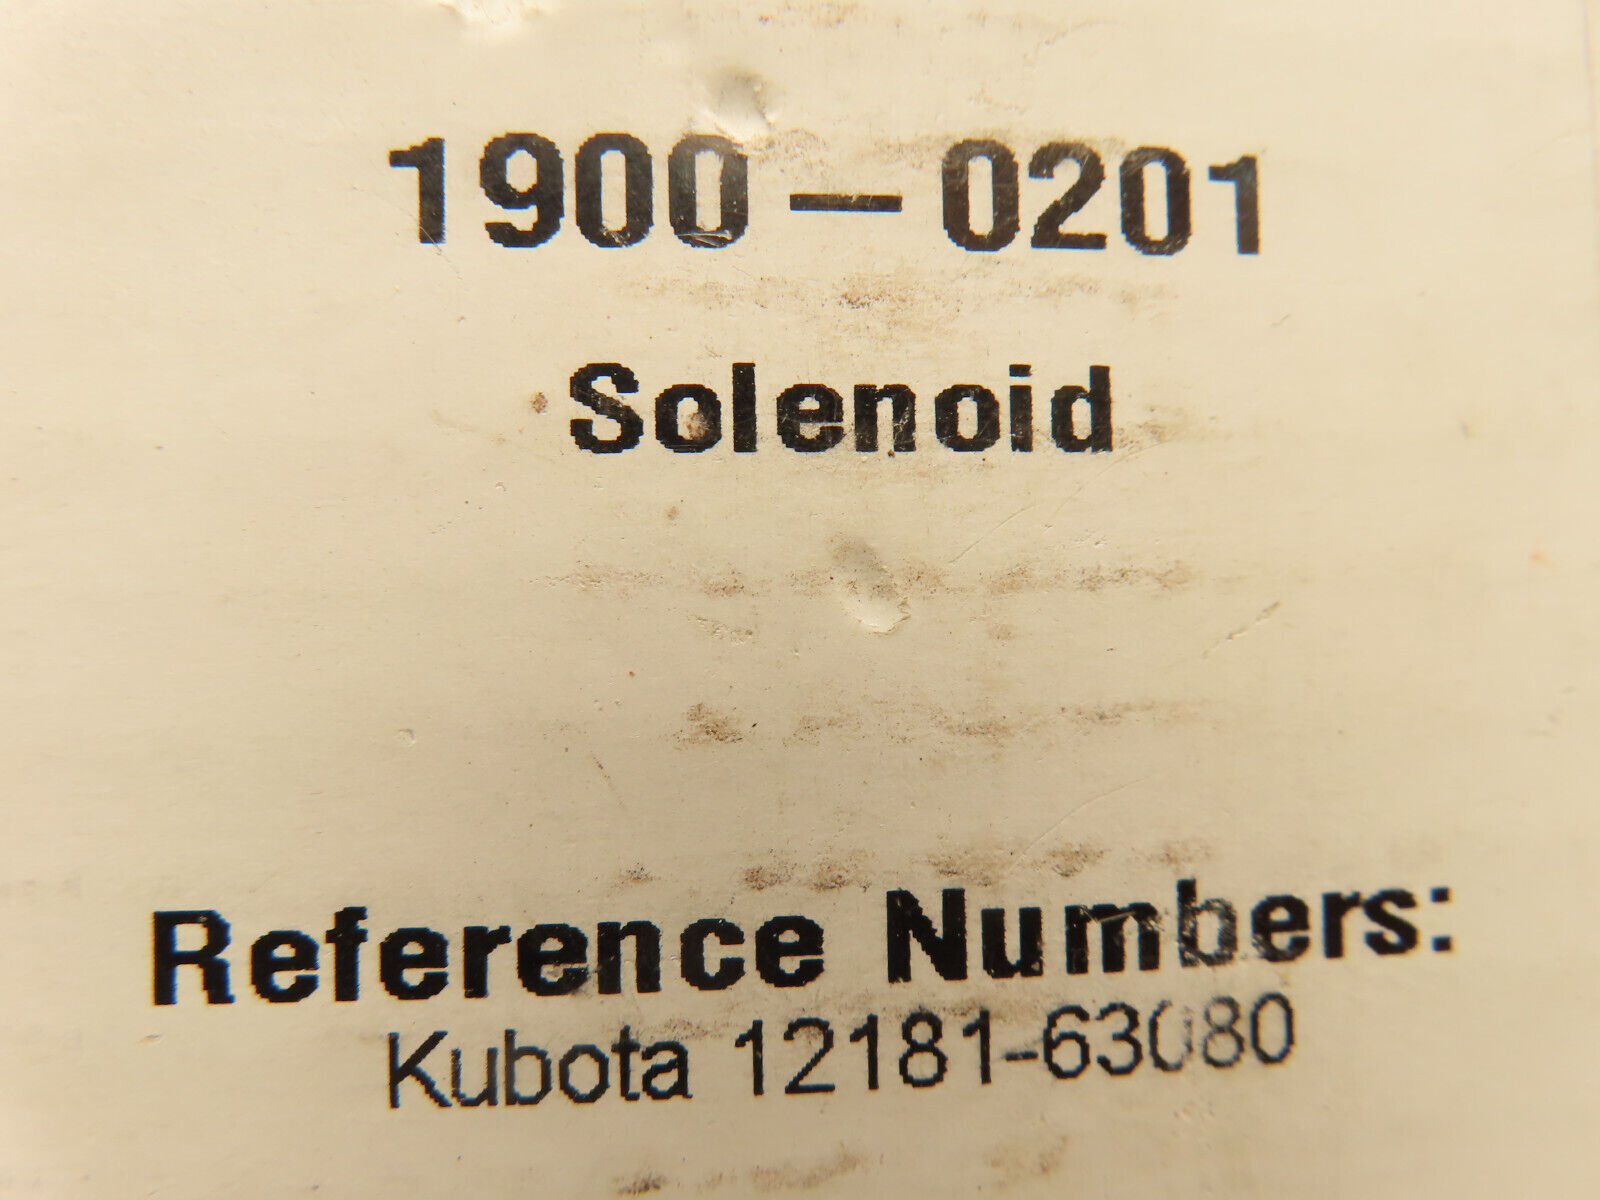 1900-0201
Solenoid
Reference Numbers:
Kubota 12181-63080